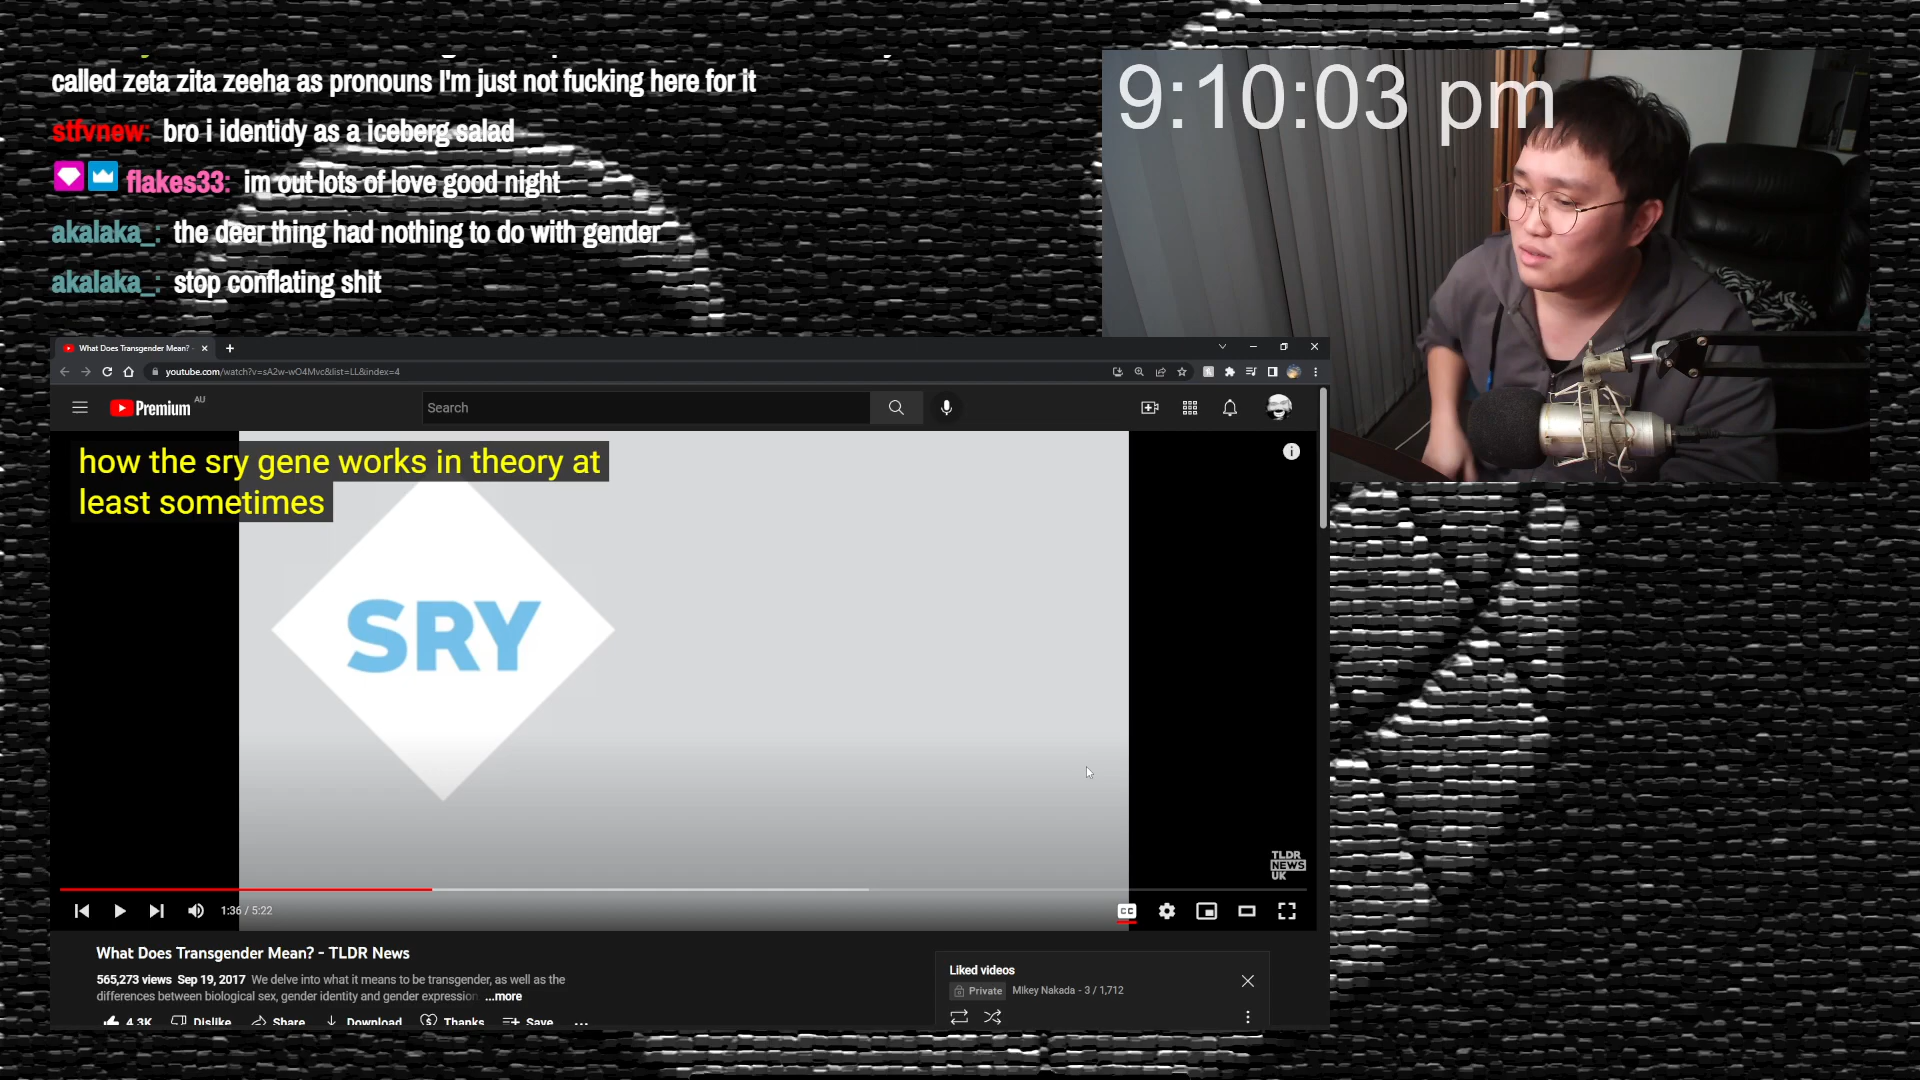 called zeta zita zeeha as pronouns I'm just not fucking here for it
stfvnew: bro i identidy as a iceberg salad
flakes33: im out lots of love good night
akalaka_: the deer thing had nothing to do with gender
akalaka_: stop conflating shit
9:10:03 pm
What Does Transgender Mean? -
youtube.com/watch?v=sA2w-wO4Mvc&list=LL&index=4
Premium AU
Search
how the sry gene works in theory at
least sometimes
SRY
TLDR
NEWS
UK
1:36 / 5:22
CC
What Does Transgender Mean? - TLDR News
565,273 views Sep 19, 2017 We delve into what it means to be transgender, as well as the
differences between biological sex, gender identity and gender expression ...more
4.3K Dislike Share Download Thanks Save ...
Liked videos
Private Mikey Nakada - 3 / 1,712